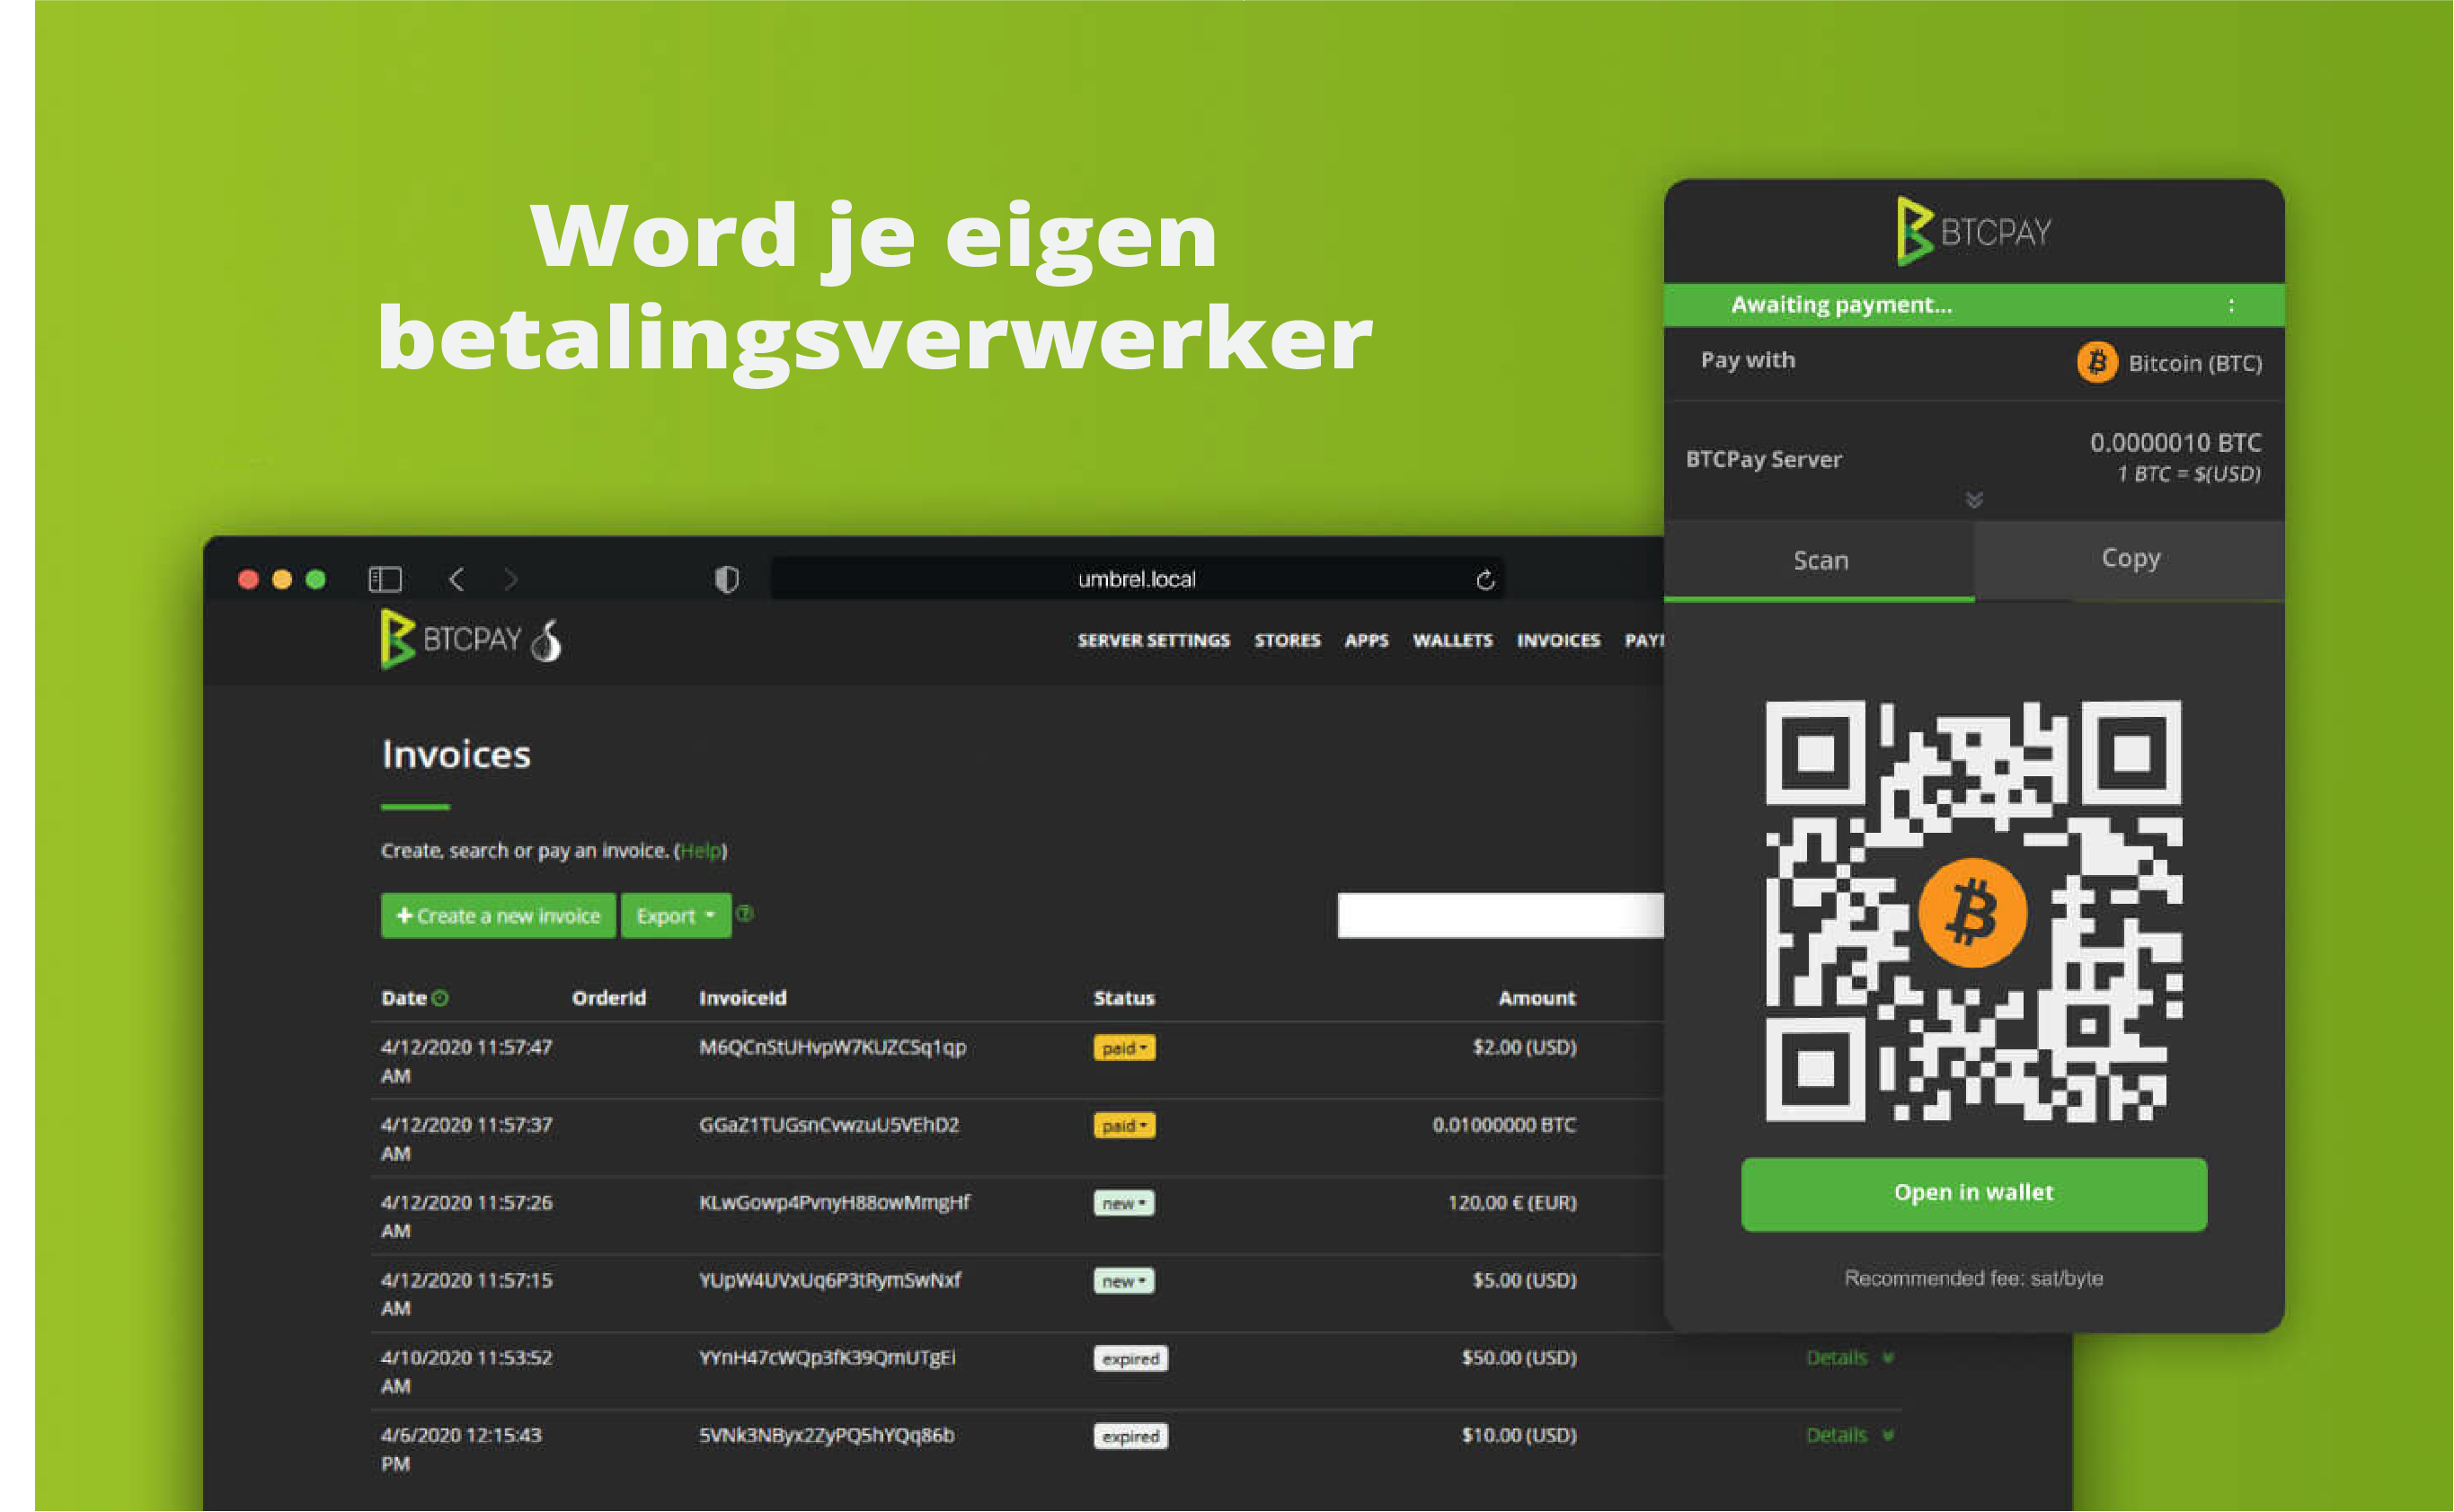 Word je eigen
betalingsverwerker
BTCPAY
Awaiting payment... :
Pay with Bitcoin (BTC)
BTCPay Server 0.0000010 BTC
1 BTC = $(USD)
Scan Copy
Open in wallet
Recommended fee: sat/byte
umbrel.local
BTCPAY
SERVER SETTINGS STORES APPS WALLETS INVOICES
Invoices
Create, search or pay an invoice. (Help)
+ Create a new invoice Export
Date OrderId InvoiceId Status Amount
4/12/2020 11:57:47 M6QCnStUHvpW7KUZCSq1qp paid $2.00 (USD)
AM
4/12/2020 11:57:37 GGaZ1TUGsnCvwzuU5VEhD2 paid 0.01000000 BTC
AM
4/12/2020 11:57:26 KLwGowp4PvnyH88owMmgHf new 120,00 € (EUR)
AM
4/12/2020 11:57:15 YUpW4UVxUq6P3tRymSwNxf new $5.00 (USD)
AM
4/10/2020 11:53:52 YYnH47cWQp3fK39QmUTgEi expired $50.00 (USD) Details
AM
4/6/2020 12:15:43 5VNk3NByx2ZyPQ5hYQq86b expired $10.00 (USD) Details
PM